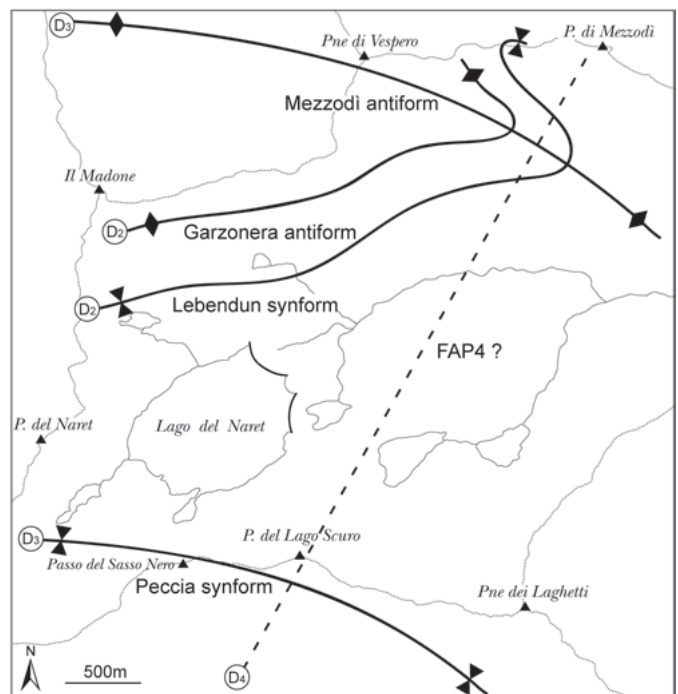 D3
Pne di Vespero
P. di Mezzodì
Mezzodì antiform
Il Madone
D2
Garzonera antiform
D2
Lebendun synform
FAP4 ?
P. del Naret
Lago del Naret
D3
P. del Lago Scuro
Passo del Sasso Nero
Peccia synform
Pne dei Laghetti
N
500m
D4